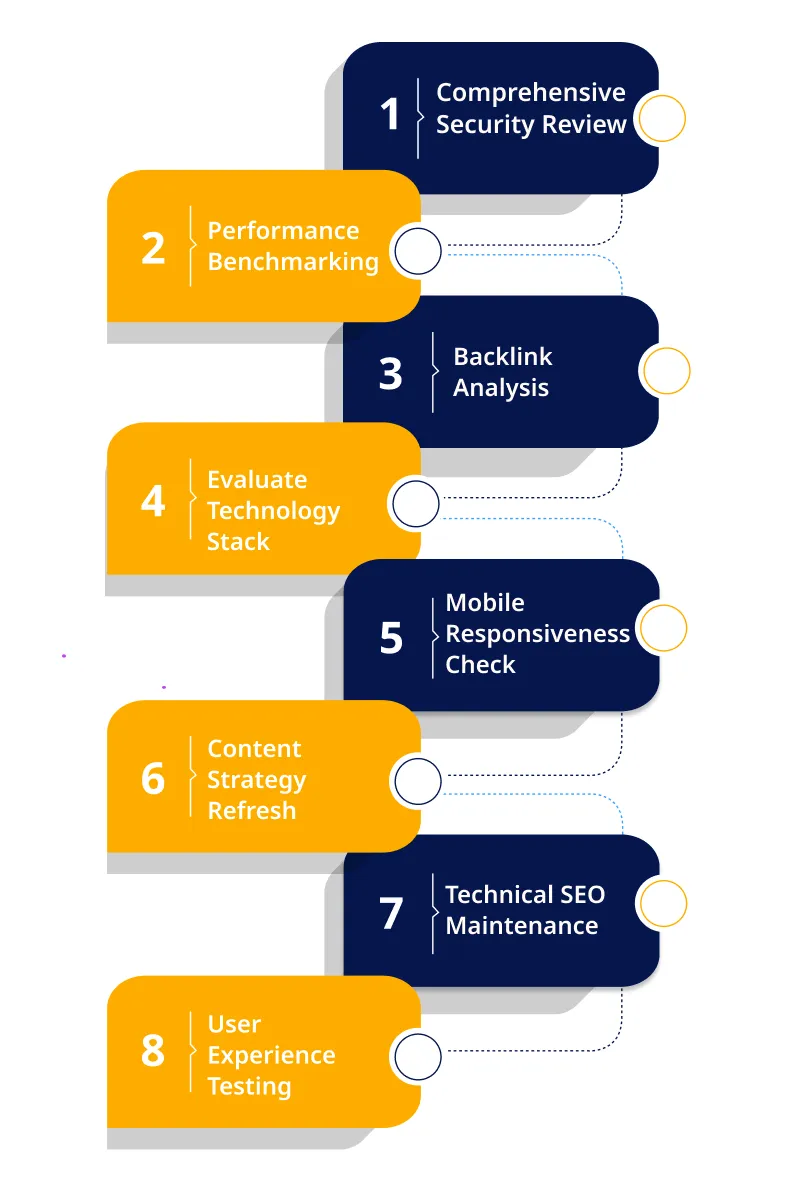 1
Comprehensive
Security Review
2
Performance
Benchmarking
3
Backlink
Analysis
4
Evaluate
Technology
Stack
5
Mobile
Responsiveness
Check
6
Content
Strategy
Refresh
7
Technical SEO
Maintenance
8
User
Experience
Testing